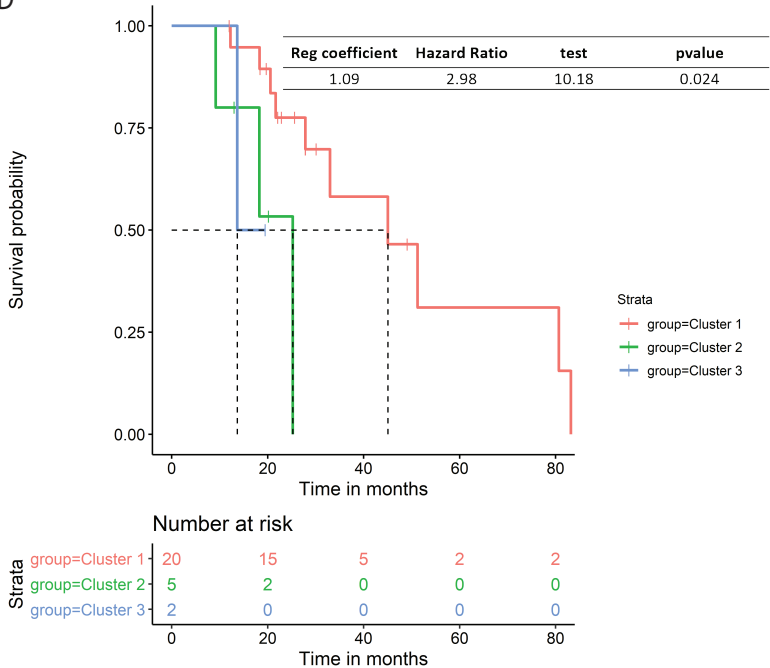 D
1.00
Reg coefficient Hazard Ratio test pvalue
1.09 2.98 10.18 0.024
0.75
Survival probability
0.50
0.25
0.00
Strata
group=Cluster 1
group=Cluster 2
group=Cluster 3
0 20 40 60 80
Time in months
Number at risk
Strata
group=Cluster 1 20 15 5 2 2
group=Cluster 2 5 2 0 0 0
group=Cluster 3 2 0 0 0 0
0 20 40 60 80
Time in months